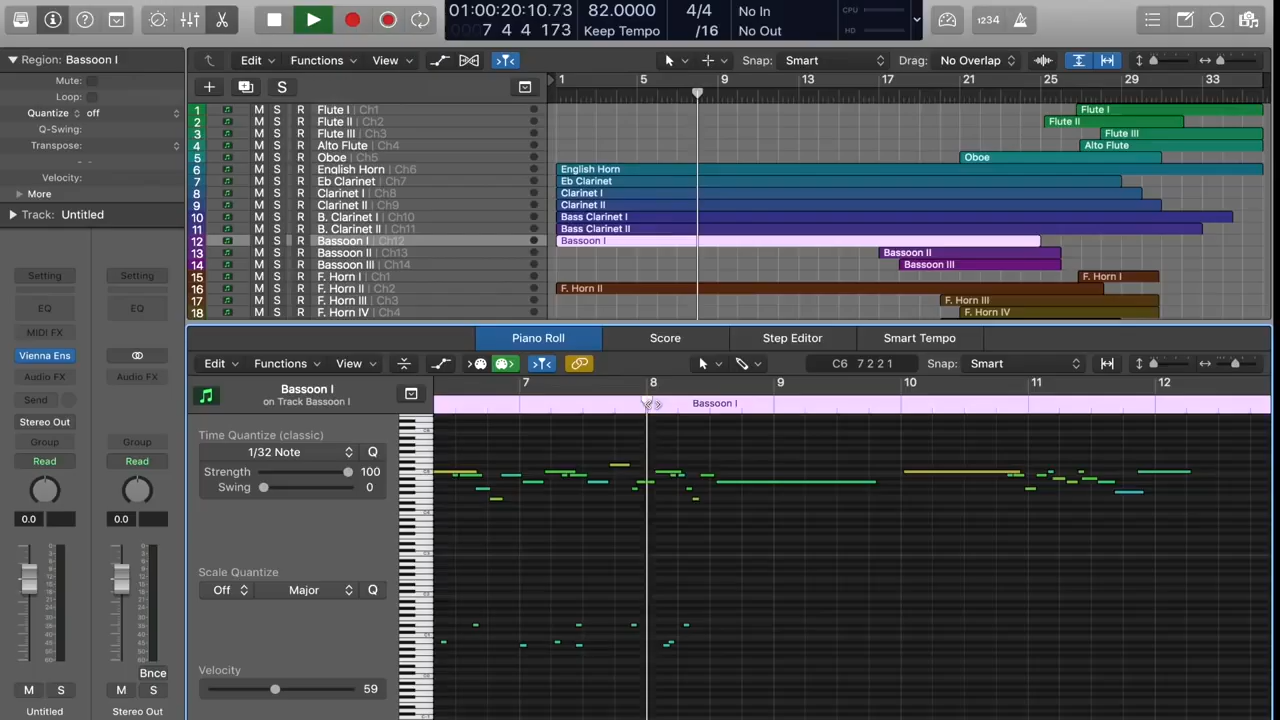 01:00:20:10.73 82.0000 4/4 No In CPU
7 4 4 173 Keep Tempo /16 No Out HD
1234
Region: Bassoon I
Mute:
Loop:
Quantize off
Q-Swing:
Transpose:
- -
Velocity:
More
Track: Untitled
Edit Functions View Snap: Smart Drag: No Overlap
S
1 5 9 13 17 21 25 29 33
1 M S R Flute I | Ch1 Flute I
2 M S R Flute II | Ch2 Flute II
3 M S R Flute III | Ch3 Flute III
4 M S R Alto Flute | Ch4 Alto Flute
5 M S R Oboe | Ch5 Oboe
6 M S R English Horn | Ch6 English Horn
7 M S R Eb Clarinet | Ch7 Eb Clarinet
8 M S R Clarinet I | Ch8 Clarinet I
9 M S R Clarinet II | Ch9 Clarinet II
10 M S R B. Clarinet I | Ch10 Bass Clarinet I
11 M S R B. Clarinet II | Ch11 Bass Clarinet II
12 M S R Bassoon I | Ch12 Bassoon I
13 M S R Bassoon II | Ch13 Bassoon II
14 M S R Bassoon III | Ch14 Bassoon III
15 M S R F. Horn I | Ch1 F. Horn I
16 M S R F. Horn II | Ch2 F. Horn II
17 M S R F. Horn III | Ch3 F. Horn III
18 M S R F. Horn IV | Ch4 F. Horn IV
Setting Setting
EQ EQ
MIDI FX
Vienna Ens
Audio FX Audio FX
Send
Stereo Out
Group Group
Read Read
0.0 0.0
Bnce
M S M S
Untitled Stereo Out
Piano Roll Score Step Editor Smart Tempo
Edit Functions View C6 7 2 2 1 Snap: Smart
Bassoon I
on Track Bassoon I
7 8 9 10 11 12
Bassoon I
Time Quantize (classic)
1/32 Note Q
Strength 100
Swing 0
Scale Quantize
Off Major Q
Velocity
59